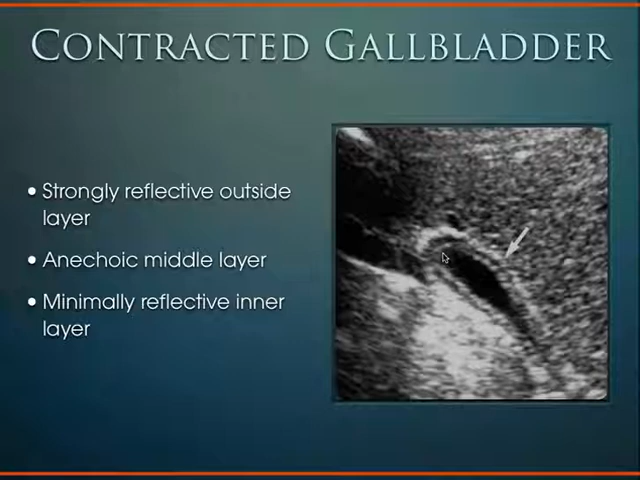 CONTRACTED GALLBLADDER
• Strongly reflective outside
layer
• Anechoic middle layer
• Minimally reflective inner
layer